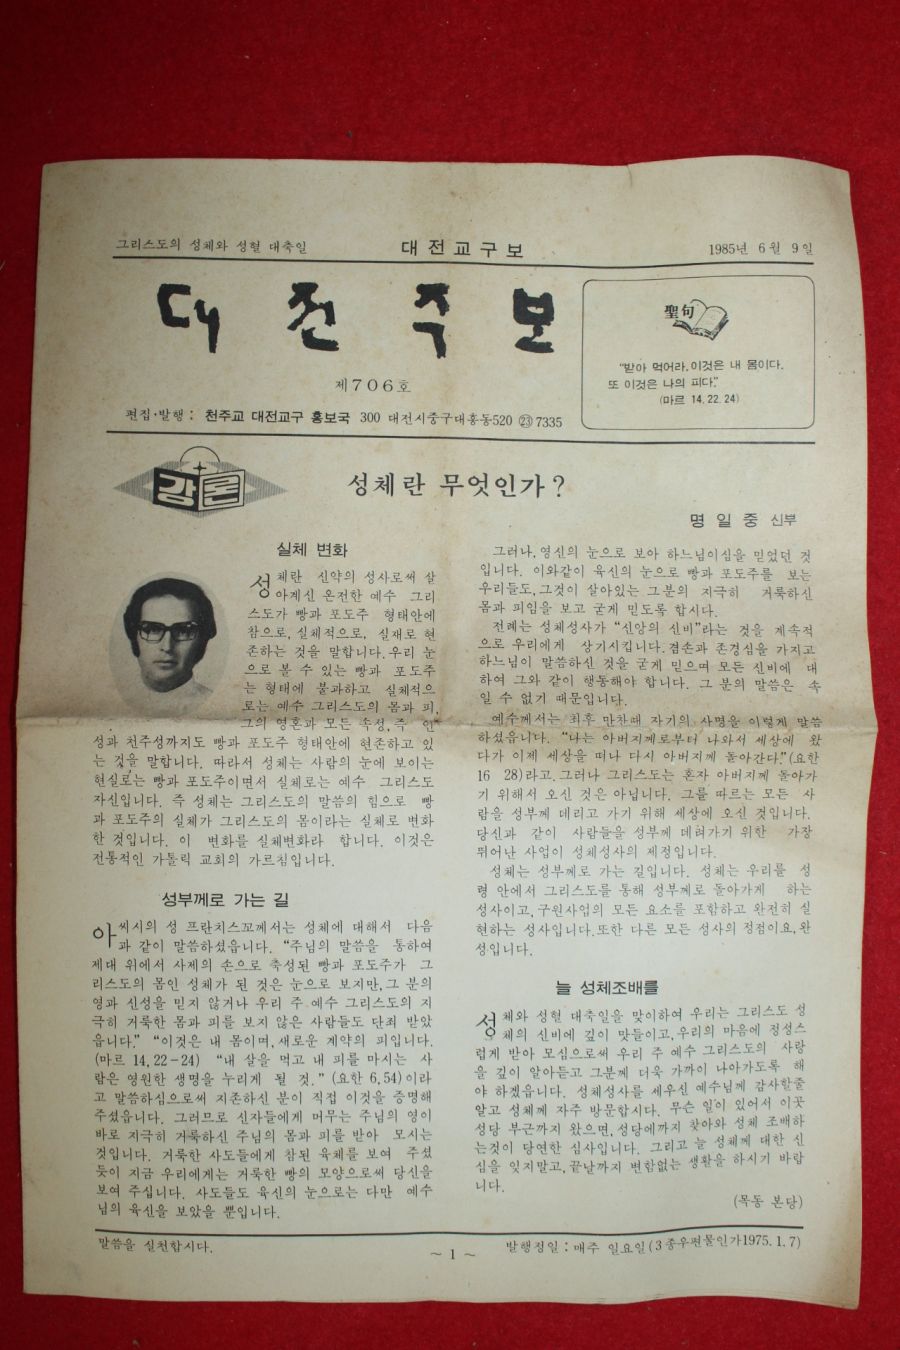 그리스도의 성체와 성혈 대축일
대전교구보
1985년 6월 9일
대전주보
제706호
편집·발행 : 천주교 대전교구 홍보국 300 대전시중구대흥동520 ㉓7335
聖句
“받아 먹어라. 이것은 내 몸이다.
또 이것은 나의 피다.”
(마르 14. 22. 24)
강론
성체란 무엇인가?
명일중 신부
실체 변화
성체란 신약의 성사로써 살
아계신 온전한 예수 그리
스도가 빵과 포도주 형태안에
참으로, 실체적으로, 실재로 현
존하는 것을 말합니다. 우리 눈
으로 볼 수 있는 빵과 포도주
는 형태에 불과하고 실체적으
로는 예수 그리스도의 몸과 피,
그의 영혼과 모든 속성, 즉 인
성과 천주성까지도 빵과 포도주 형태안에 현존하고 있
는 것을 말합니다. 따라서 성체는 사람의 눈에 보이는
현실로는 빵과 포도주이면서 실체로는 예수 그리스도
자신입니다. 즉 성체는 그리스도의 말씀의 힘으로 빵
과 포도주의 실체가 그리스도의 몸이라는 실체로 변화
한 것입니다. 이 변화를 실체변화라 합니다. 이것은
전통적인 가톨릭 교회의 가르침입니다.
성부께로 가는 길
아씨시의 성 프란치스꼬께서는 성체에 대해서 다음
과 같이 말씀하셨읍니다. “주님의 말씀을 통하여
제대 위에서 사제의 손으로 축성된 빵과 포도주가 그
리스도의 몸인 성체가 된 것은 눈으로 보지만, 그 분의
영과 신성을 믿지 않거나 우리 주 예수 그리스도의 지
극히 거룩한 몸과 피를 보지 않은 사람들도 단죄 받았
읍니다.” “이것은 내 몸이며, 새로운 계약의 피입니다.
(마르 14, 22-24) “내 살을 먹고 내 피를 마시는 사
람은 영원한 생명을 누리게 될 것.” (요한 6, 54) 이라
고 말씀하심으로써 지존하신 분이 직접 이것을 증명해
주셨읍니다. 그러므로 신자들에게 머무는 주님의 영이
바로 지극히 거룩하신 주님의 몸과 피를 받아 모시는
것입니다. 거룩한 사도들에게 참된 육체를 보여 주셨
듯이 지금 우리에게는 거룩한 빵의 모양으로써 당신을
보여 주십니다. 사도들도 육신의 눈으로는 다만 예수
님의 육신을 보았을 뿐입니다.
그러나, 영신의 눈으로 보아 하느님이심을 믿었던 것
입니다. 이와같이 육신의 눈으로 빵과 포도주를 보는
우리들도, 그것이 살아있는 그분의 지극히 거룩하신
몸과 피임을 보고 굳게 믿도록 합시다.
전례는 성체성사가 “신앙의 신비”라는 것을 계속적
으로 우리에게 상기시킵니다. 겸손과 존경심을 가지고
하느님이 말씀하신 것을 굳게 믿으며 모든 신비에 대
하여 그와 같이 행동해야 합니다. 그 분의 말씀은 속
일 수 없기 때문입니다.
예수께서는 최후 만찬때 자기의 사명을 이렇게 말씀
하셨읍니다. “나는 아버지께로부터 나와서 세상에 왔
다가 이제 세상을 떠나 다시 아버지께 돌아간다.”(요한
16 28)라고. 그러나 그리스도는 혼자 아버지께 돌아가
기 위해서 오신 것은 아닙니다. 그를 따르는 모든 사
람을 성부께 데리고 가기 위해 세상에 오신 것입니다.
당신과 같이 사람들을 성부께 데려가기 위한 가장
뛰어난 사업이 성체성사의 제정입니다.
성체는 성부께로 가는 길입니다. 성체는 우리를 성
령 안에서 그리스도를 통해 성부께로 돌아가게 하는
성사이고, 구원사업의 모든 요소를 포함하고 완전히 실
현하는 성사입니다. 또한 다른 모든 성사의 정점이요, 완
성입니다.
늘 성체조배를
성체와 성혈 대축일을 맞이하여 우리는 그리스도 성
체의 신비에 깊이 맛들이고, 우리의 마음에 정성스
럽게 받아 모심으로써 우리 주 예수 그리스도의 사랑
을 깊이 알아듣고 그분께 더욱 가까이 나아가도록 해
야 하겠읍니다. 성체성사를 세우신 예수님께 감사할줄
알고 성체께 자주 방문합시다. 무슨 일이 있어서 이곳
성당 부근까지 왔으면, 성당에까지 찾아와 성체 조배하
는것이 당연한 심사입니다. 그리고 늘 성체께 대한 신
심을 잊지말고, 끝날까지 변함없는 생활을 하시기 바랍
니다.
(목동 본당)
말씀을 실천합시다.
~ 1 ~
발행정일 : 매주 일요일 (3종우편물인가1975. 1. 7)